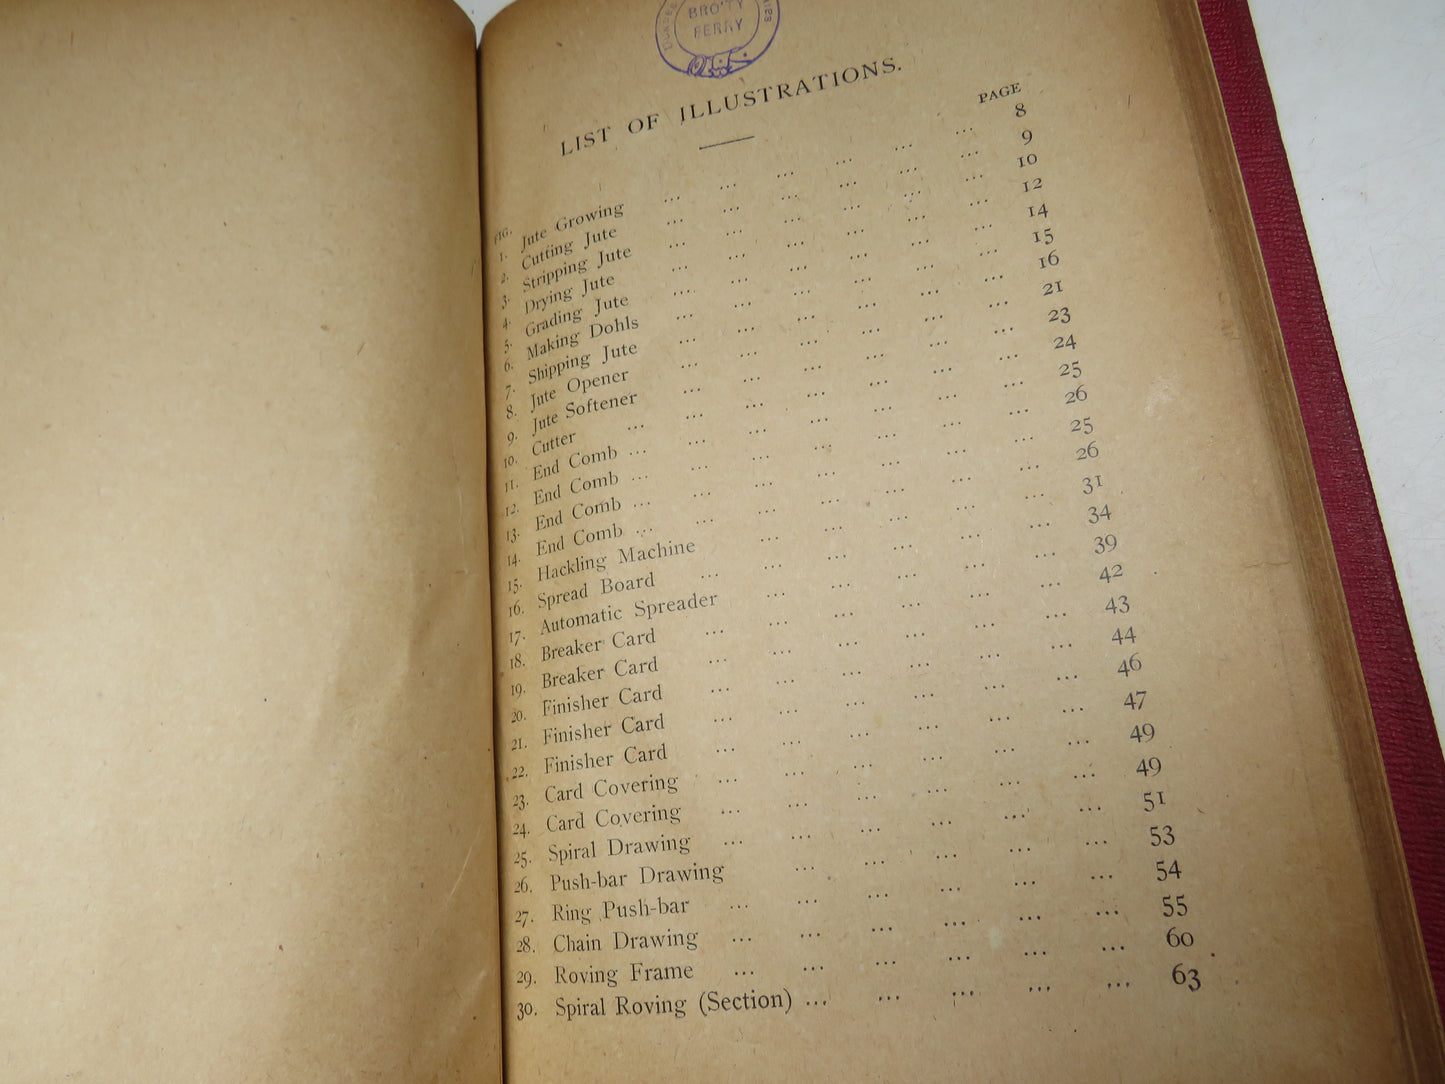 BRO'TY
FERRY
LIST OF ILLUSTRATIONS.
FIG. PAGE
1. Jute Growing ... ... ... ... ... ... 8
2. Cutting Jute ... ... ... ... ... ... 9
3. Stripping Jute ... ... ... ... ... ... 10
4. Drying Jute ... ... ... ... ... ... 12
5. Grading Jute ... ... ... ... ... ... 14
6. Making Dohls ... ... ... ... ... ... 15
7. Shipping Jute ... ... ... ... ... ... 16
8. Jute Opener ... ... ... ... ... ... 21
9. Jute Softener ... ... ... ... ... ... 23
10. Cutter ... ... ... ... ... ... ... 24
11. End Comb ... ... ... ... ... ... ... 25
12. End Comb ... ... ... ... ... ... ... 26
13. End Comb ... ... ... ... ... ... ... 25
14. End Comb ... ... ... ... ... ... ... 26
15. Hackling Machine ... ... ... ... ... 31
16. Spread Board ... ... ... ... ... ... 34
17. Automatic Spreader ... ... ... ... ... 39
18. Breaker Card ... ... ... ... ... ... 42
19. Breaker Card ... ... ... ... ... ... 43
20. Finisher Card ... ... ... ... ... ... 44
21. Finisher Card ... ... ... ... ... ... 46
22. Finisher Card ... ... ... ... ... ... 47
23. Card Covering ... ... ... ... ... ... 49
24. Card Covering ... ... ... ... ... ... 49
25. Spiral Drawing ... ... ... ... ... ... 51
26. Push-bar Drawing ... ... ... ... ... 53
27. Ring Push-bar ... ... ... ... ... ... 54
28. Chain Drawing ... ... ... ... ... ... 55
29. Roving Frame ... ... ... ... ... ... 60
30. Spiral Roving (Section) ... ... ... ... ... 63